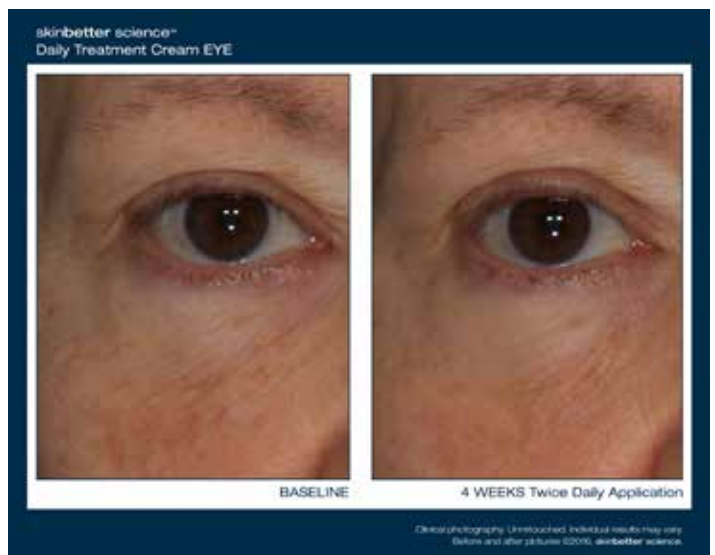 skinbetter science™
Daily Treatment Cream EYE
BASELINE
4 WEEKS Twice Daily Application
Clinical photography. Unretouched. Individual results may vary.
Before and after pictures ©2016, skinbetter science.